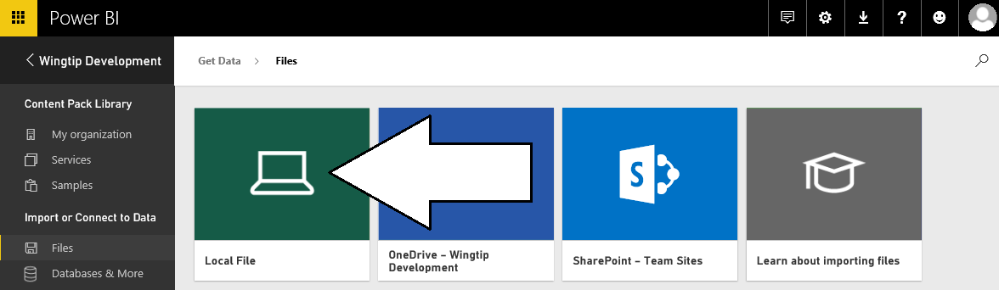 Power BI
Wingtip Development
Get Data > Files
Content Pack Library
My organization
Services
Samples
Import or Connect to Data
Files
Databases & More
Local File
OneDrive – Wingtip
Development
S
SharePoint – Team Sites
Learn about importing files